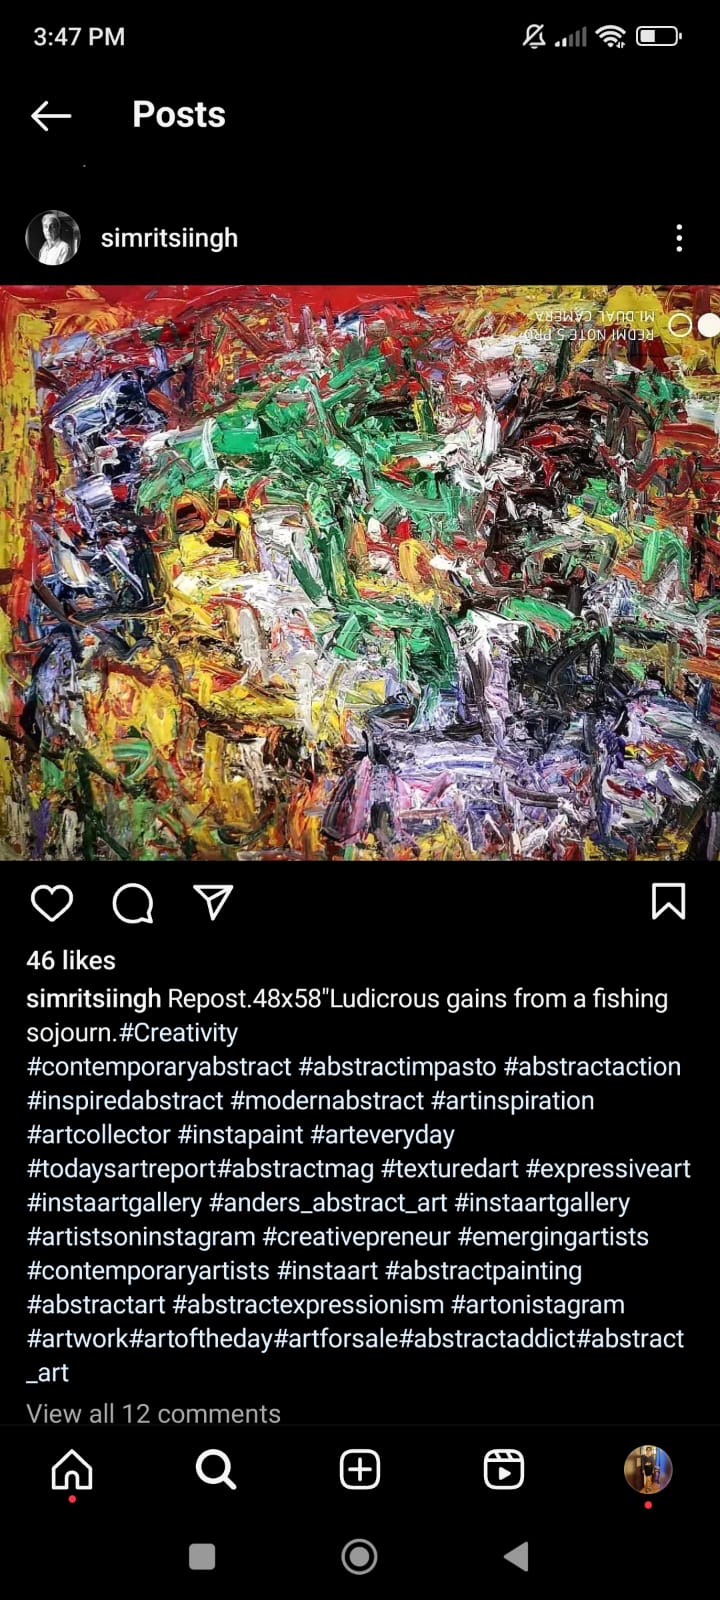 3:47 PM
Posts
simritsiingh
REDMI NOTE 5 PRO
MI DUAL CAMERA
46 likes
simritsiingh Repost.48x58"Ludicrous gains from a fishing
sojourn.#Creativity
#contemporaryabstract #abstractimpasto #abstractaction
#inspiredabstract #modernabstract #artinspiration
#artcollector #instapaint #arteveryday
#todaysartreport#abstractmag #texturedart #expressiveart
#instaartgallery #anders_abstract_art #instaartgallery
#artistsoninstagram #creativepreneur #emergingartists
#contemporaryartists #instaart #abstractpainting
#abstractart #abstractexpressionism #artonistagram
#artwork#artoftheday#artforsale#abstractaddict#abstract
_art
View all 12 comments